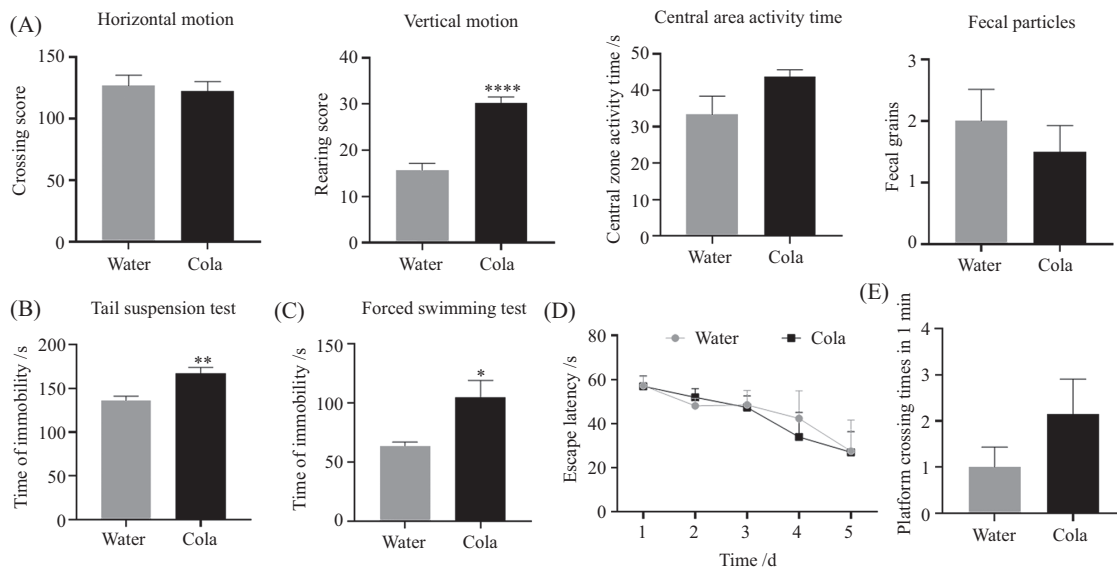 (A)
Horizontal motion
Crossing score
150
100
50
0
Water
Cola
Vertical motion
Rearing score
40
30
20
10
0
****
Water
Cola
Central area activity time
Central zone activity time /s
50
40
30
20
10
0
Water
Cola
Fecal particles
Fecal grains
3
2
1
0
Water
Cola
(B)
Tail suspension test
Time of immobility /s
200
150
100
50
0
**
Water
Cola
(C)
Forced swimming test
Time of immobility /s
150
100
50
0
*
Water
Cola
(D)
Escape latency /s
80
60
40
20
0
Water
Cola
1
2
3
4
5
Time /d
(E)
Platform crossing times in 1 min
4
3
2
1
0
Water
Cola